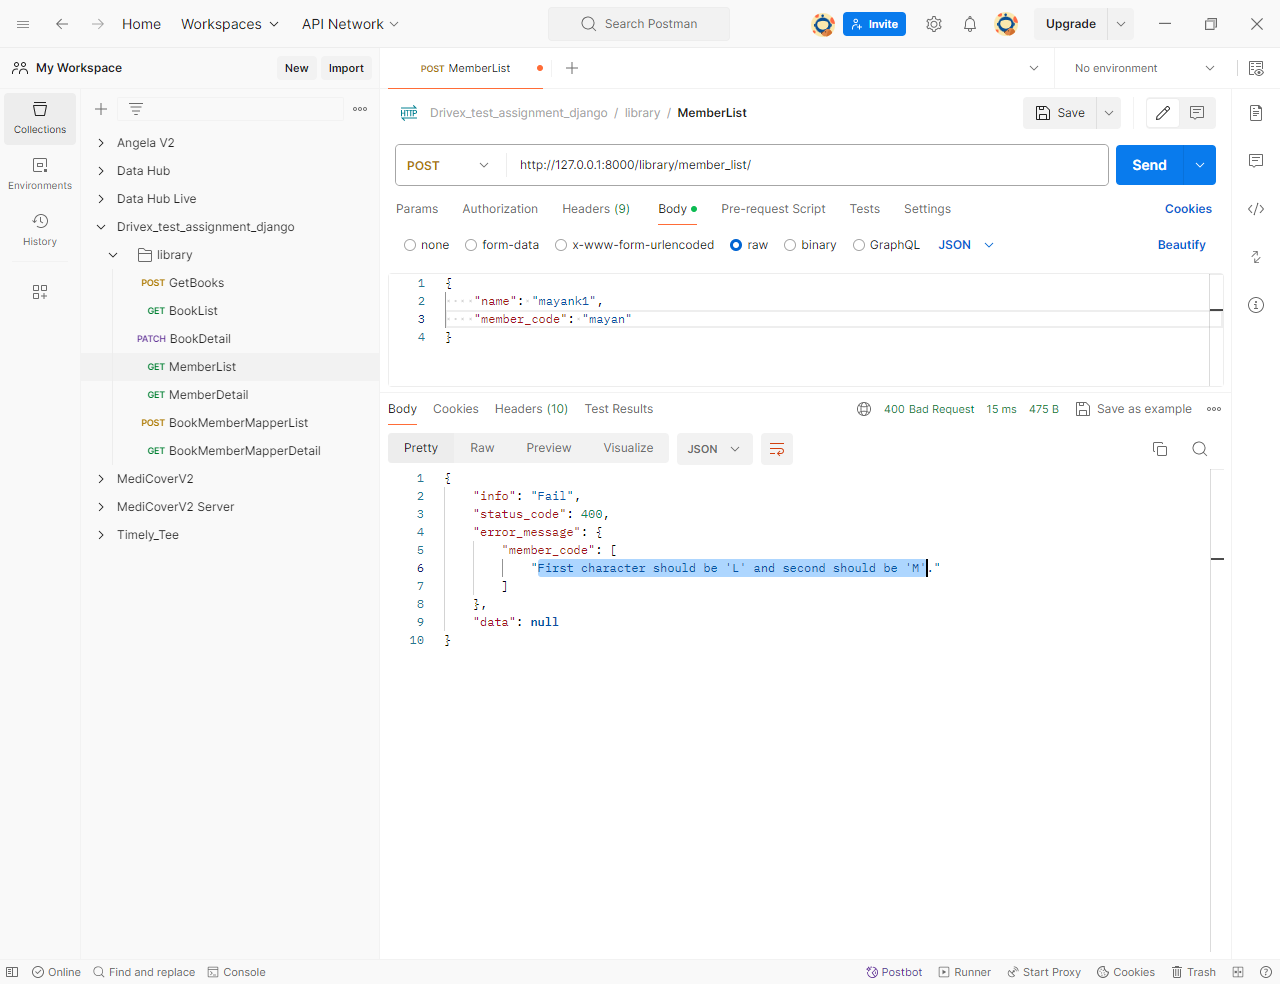 Home Workspaces API Network Search Postman Invite Upgrade
My Workspace New Import POST MemberList No environment
Collections
Environments
History
Angela V2
Data Hub
Data Hub Live
Drivex_test_assignment_django
library
POST GetBooks
GET BookList
PATCH BookDetail
GET MemberList
GET MemberDetail
POST BookMemberMapperList
GET BookMemberMapperDetail
MediCoverV2
MediCoverV2 Server
Timely_Tee
HTTP Drivex_test_assignment_django / library / MemberList Save
POST http://127.0.0.1:8000/library/member_list/ Send
Params Authorization Headers (9) Body Pre-request Script Tests Settings Cookies
none form-data x-www-form-urlencoded raw binary GraphQL JSON Beautify
1 {
2 "name": "mayank1",
3 "member_code": "mayan"
4 }
Body Cookies Headers (10) Test Results 400 Bad Request 15 ms 475 B Save as example
Pretty Raw Preview Visualize JSON
1 {
2 "info": "Fail",
3 "status_code": 400,
4 "error_message": {
5 "member_code": [
6 "First character should be 'L' and second should be 'M'."
7 ]
8 },
9 "data": null
10 }
Online Find and replace Console Postbot Runner Start Proxy Cookies Trash